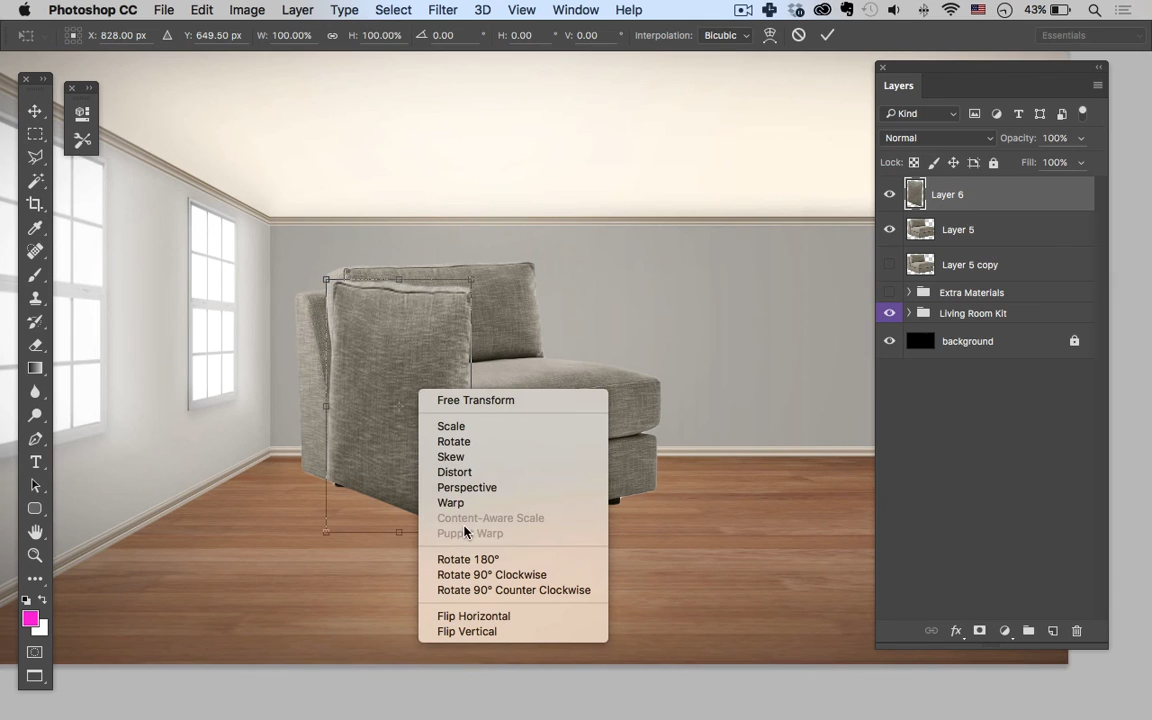 Photoshop CC File Edit Image Layer Type Select Filter 3D View Window Help 43%
X: 828.00 px Y: 649.50 px W: 100.00% H: 100.00% 0.00 ° H: 0.00 ° V: 0.00 ° Interpolation: Bicubic Essentials
Layers
Kind
Normal Opacity: 100%
Lock: Fill: 100%
Layer 6
Layer 5
Layer 5 copy
Extra Materials
Living Room Kit
background
fx
Free Transform
Scale
Rotate
Skew
Distort
Perspective
Warp
Content-Aware Scale
Warp
Rotate 180°
Rotate 90° Clockwise
Rotate 90° Counter Clockwise
Flip Horizontal
Flip Vertical